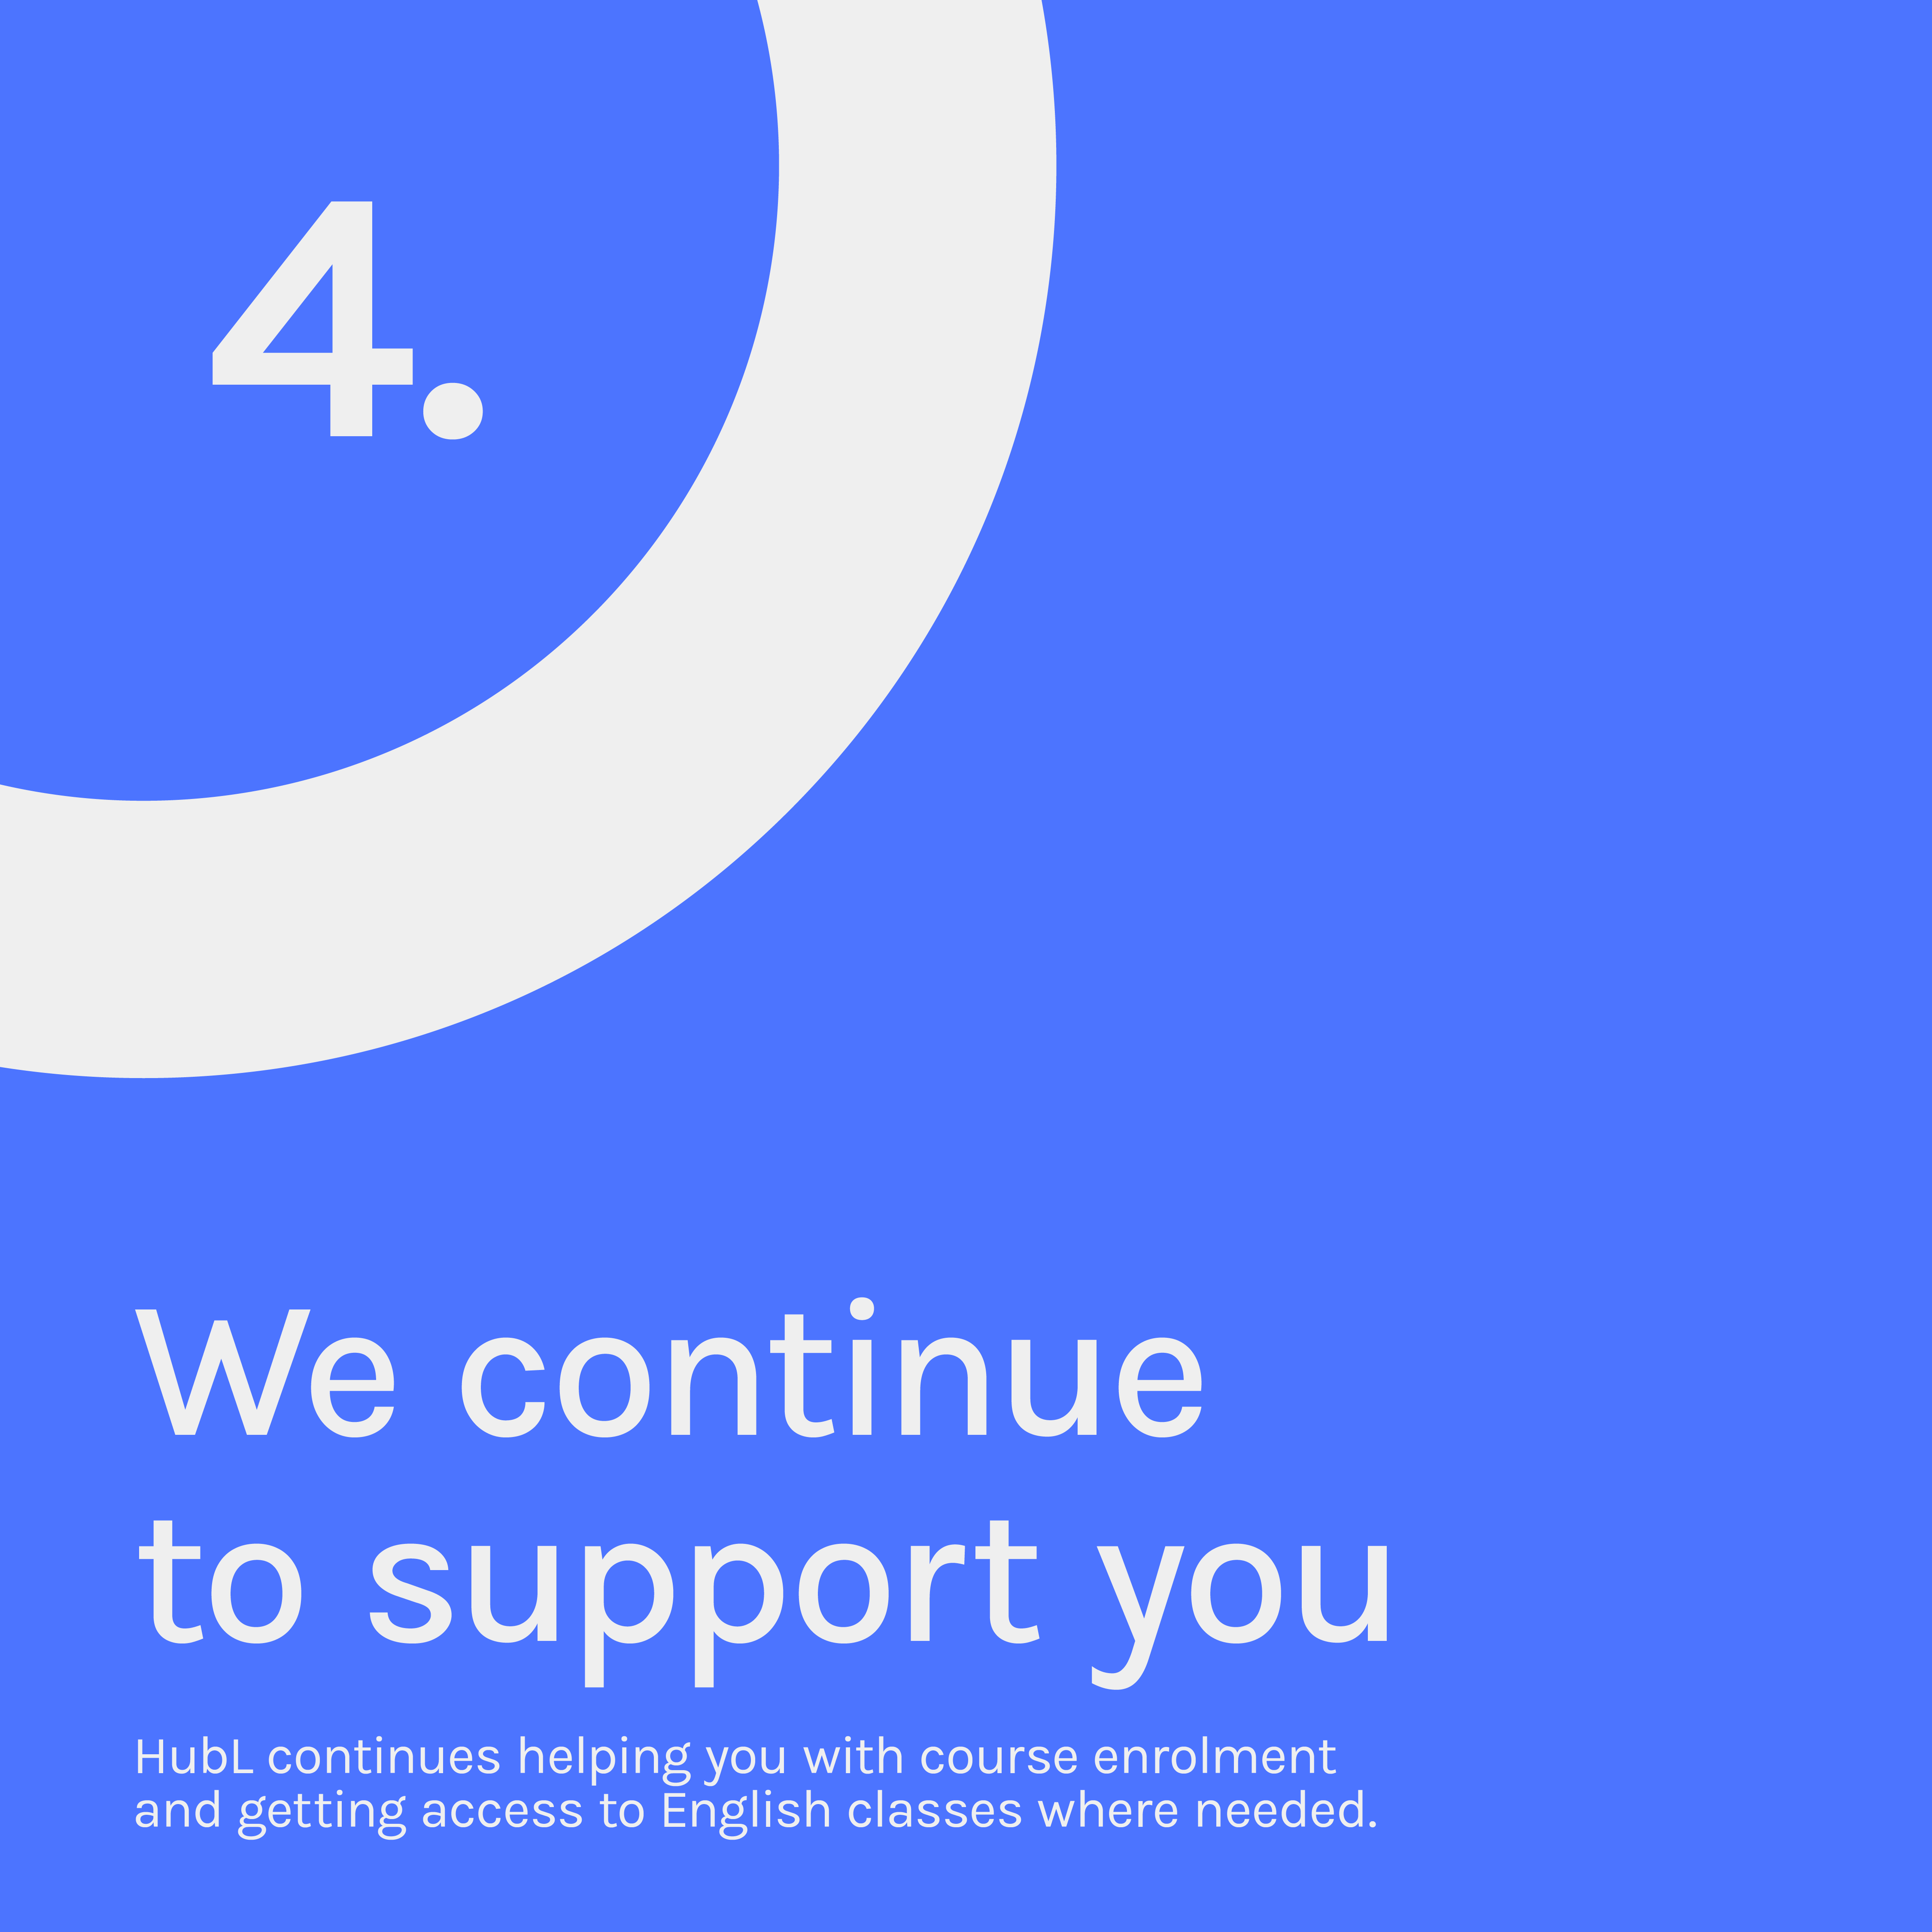 4.
We continue
to support you
HubL continues helping you with course enrolment
and getting access to English classes where needed.